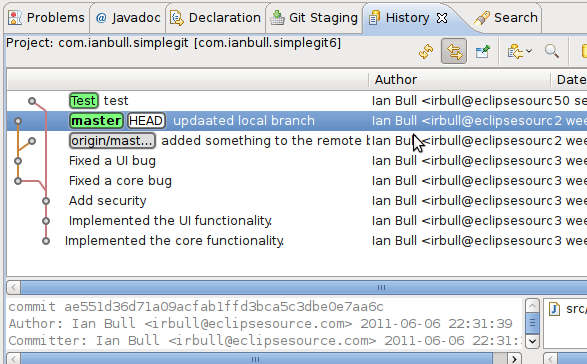 Problems @ Javadoc Declaration Git Staging History Search
Project: com.ianbull.simplegit [com.ianbull.simplegit6]
Author Date
Test test Ian Bull <irbull@eclipsesourc 50 se
master HEAD updaated local branch Ian Bull <irbull@eclipsesourc 2 wee
origin/mast... added something to the remote b Ian Bull <irbull@eclipsesourc 2 wee
Fixed a UI bug Ian Bull <irbull@eclipsesourc 3 wee
Fixed a core bug Ian Bull <irbull@eclipsesourc 3 wee
Add security Ian Bull <irbull@eclipsesourc 3 wee
Implemented the UI functionality. Ian Bull <irbull@eclipsesourc 3 wee
Implemented the core functionality. Ian Bull <irbull@eclipsesourc 3 wee
commit ae551d36d71a09acfab1ffd3bca5c3dbe0e7aa6c src/
Author: Ian Bull <irbull@eclipsesource.com> 2011-06-06 22:31:39
Committer: Ian Bull <irbull@eclipsesource.com> 2011-06-06 22:31: